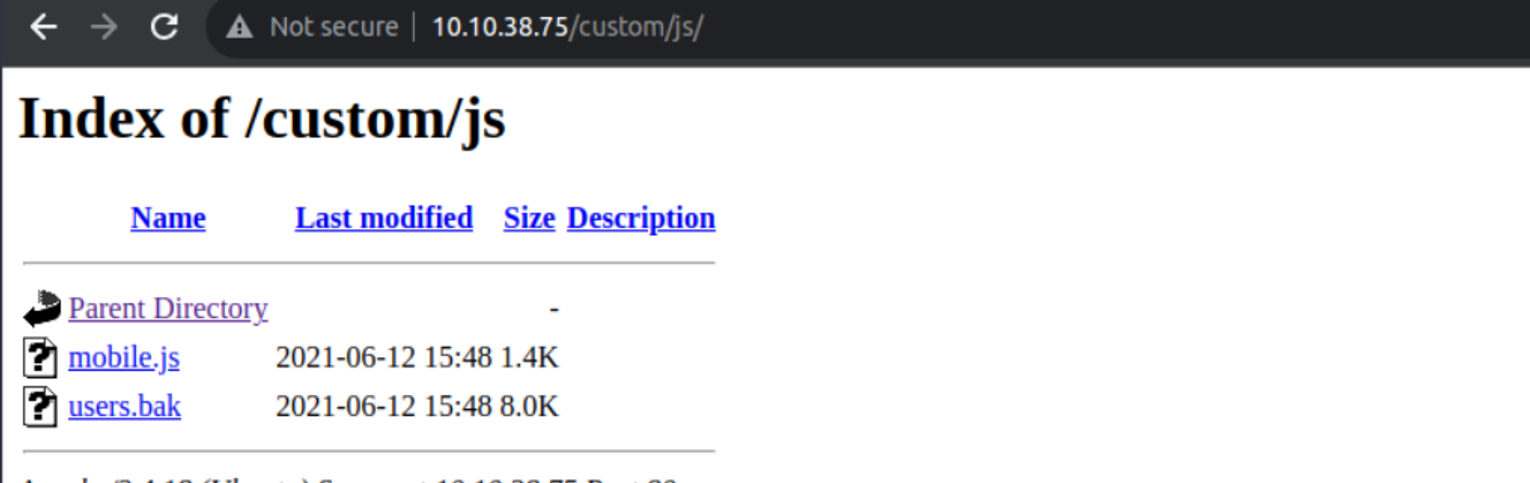 Not secure 10.10.38.75/custom/js/
Index of /custom/js
Name Last modified Size Description
Parent Directory -
mobile.js 2021-06-12 15:48 1.4K
users.bak 2021-06-12 15:48 8.0K